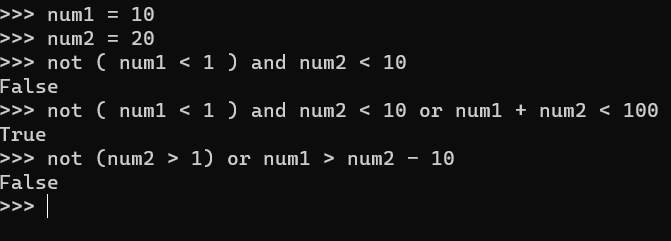 >>> num1 = 10
>>> num2 = 20
>>> not ( num1 < 1 ) and num2 < 10
False
>>> not ( num1 < 1 ) and num2 < 10 or num1 + num2 < 100
True
>>> not (num2 > 1) or num1 > num2 - 10
False
>>>